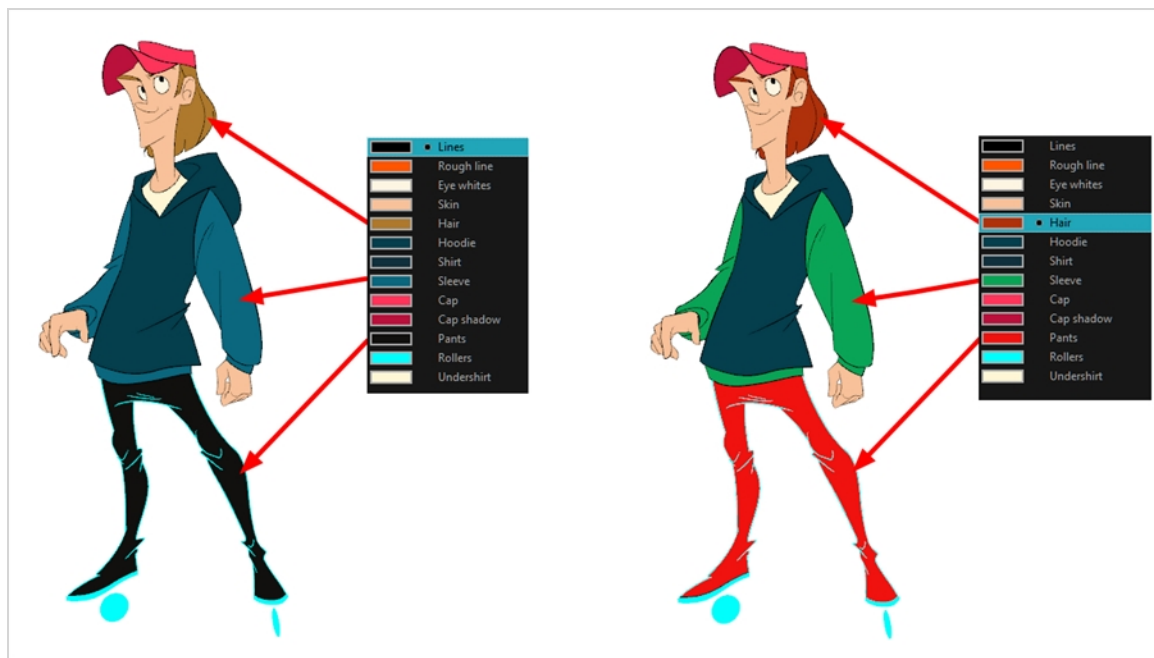 Lines
Rough line
Eye whites
Skin
Hair
Hoodie
Shirt
Sleeve
Cap
Cap shadow
Pants
Rollers
Undershirt
Lines
Rough line
Eye whites
Skin
Hair
Hoodie
Shirt
Sleeve
Cap
Cap shadow
Pants
Rollers
Undershirt